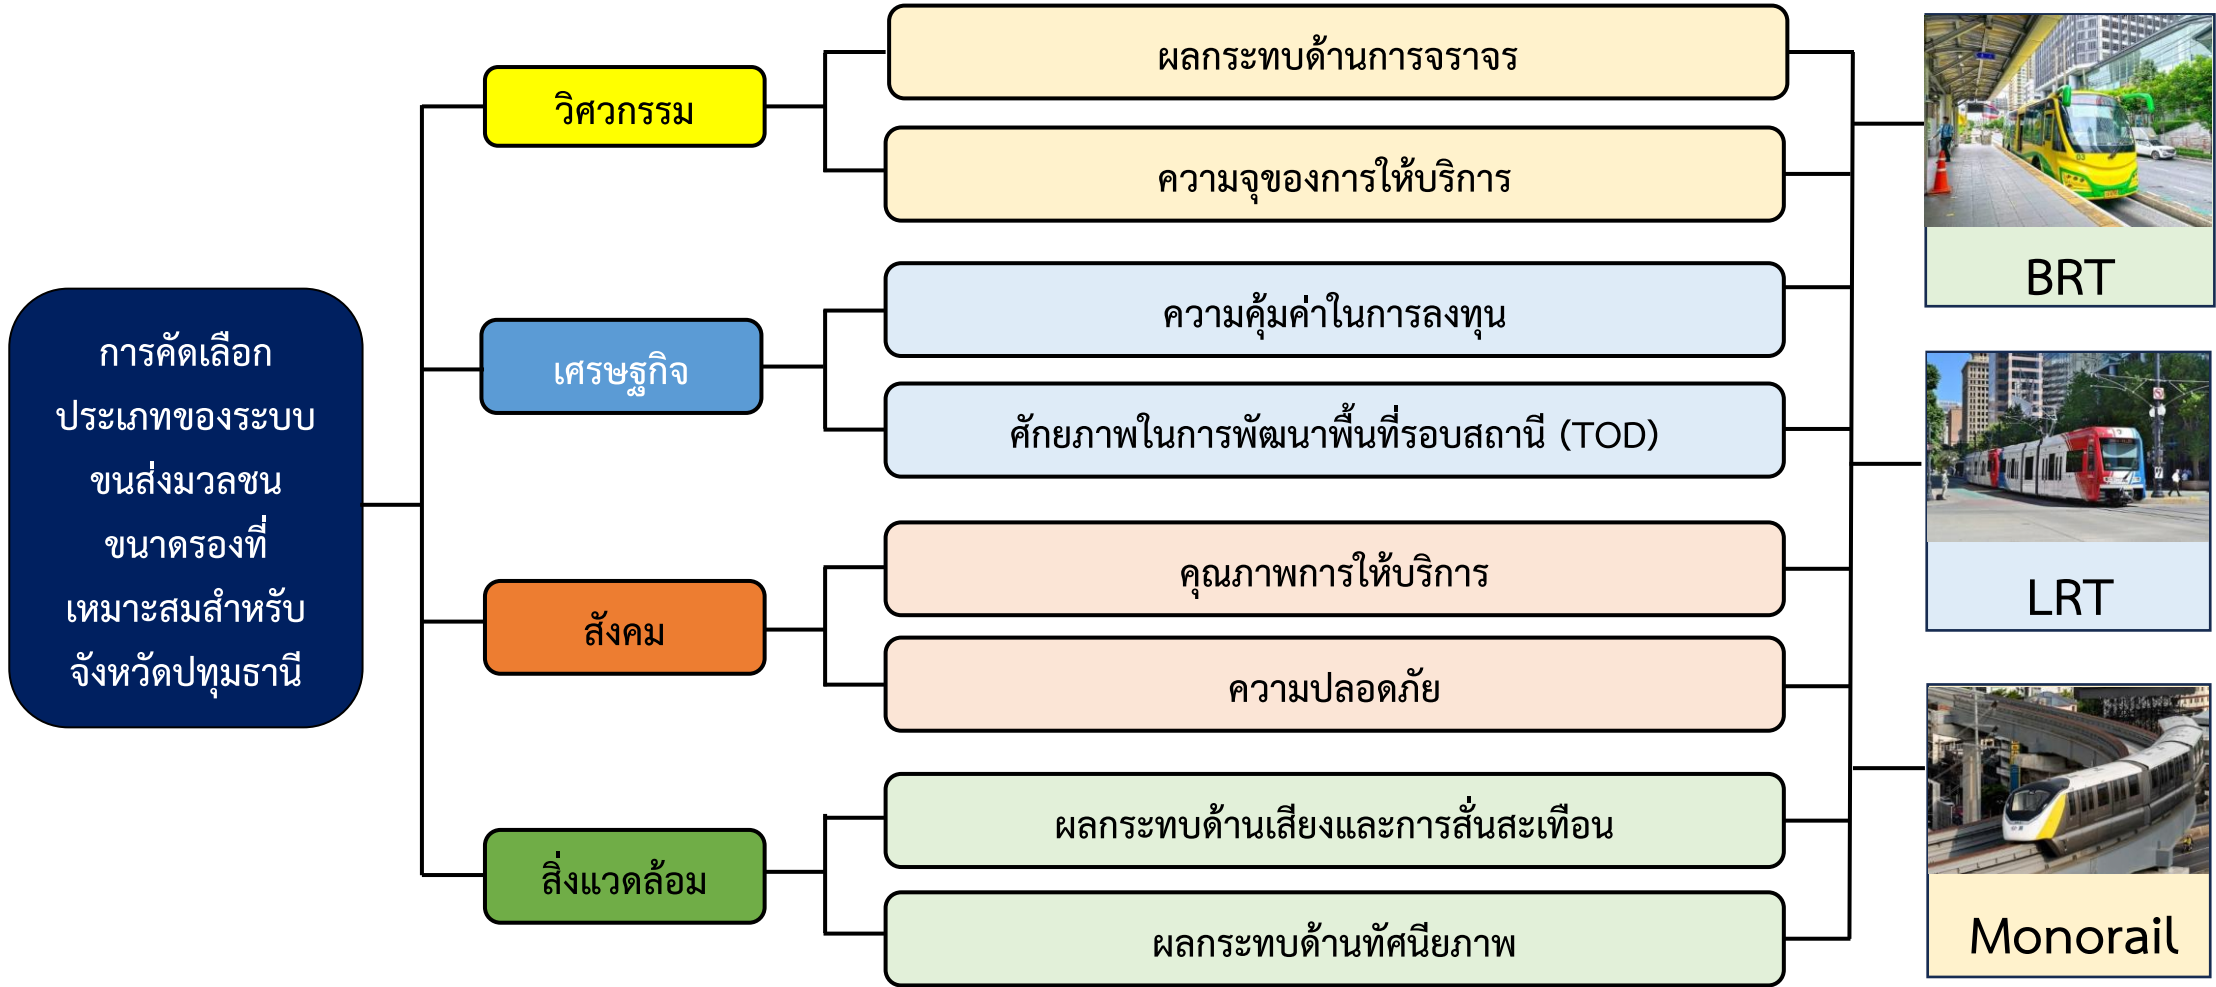 การคัดเลือก
ประเภทของระบบ
ขนส่งมวลชน
ขนาดรองที่
เหมาะสมสำหรับ
จังหวัดปทุมธานี
วิศวกรรม
ผลกระทบด้านการจราจร
ความจุของการให้บริการ
เศรษฐกิจ
ความคุ้มค่าในการลงทุน
ศักยภาพในการพัฒนาพื้นที่รอบสถานี (TOD)
สังคม
คุณภาพการให้บริการ
ความปลอดภัย
สิ่งแวดล้อม
ผลกระทบด้านเสียงและการสั่นสะเทือน
ผลกระทบด้านทัศนียภาพ
BRT
LRT
Monorail